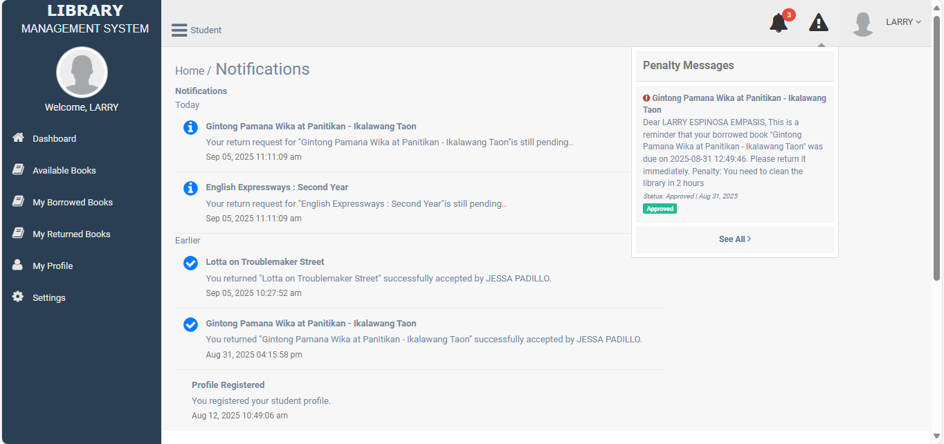 LIBRARY
MANAGEMENT SYSTEM
Welcome, LARRY
Dashboard
Available Books
My Borrowed Books
My Returned Books
My Profile
Settings
Student
3
LARRY
Home / Notifications
Notifications
Today
Gintong Pamana Wika at Panitikan - Ikalawang Taon
Your return request for "Gintong Pamana Wika at Panitikan - Ikalawang Taon"is still pending..
Sep 05, 2025 11:11:09 am
English Expressways : Second Year
Your return request for "English Expressways : Second Year"is still pending..
Sep 05, 2025 11:11:09 am
Earlier
Lotta on Troublemaker Street
You returned "Lotta on Troublemaker Street" successfully accepted by JESSA PADILLO.
Sep 05, 2025 10:27:52 am
Gintong Pamana Wika at Panitikan - Ikalawang Taon
You returned "Gintong Pamana Wika at Panitikan - Ikalawang Taon" successfully accepted by JESSA PADILLO.
Aug 31, 2025 04:15:58 pm
Profile Registered
You registered your student profile.
Aug 12, 2025 10:49:06 am
Penalty Messages
Gintong Pamana Wika at Panitikan - Ikalawang
Taon
Dear LARRY ESPINOSA EMPASIS, This is a
reminder that your borrowed book "Gintong
Pamana Wika at Panitikan - Ikalawang Taon" was
due on 2025-08-31 12:49:46. Please return it
immediately. Penalty: You need to clean the
library in 2 hours
Status: Approved | Aug 31, 2025
Approved
See All